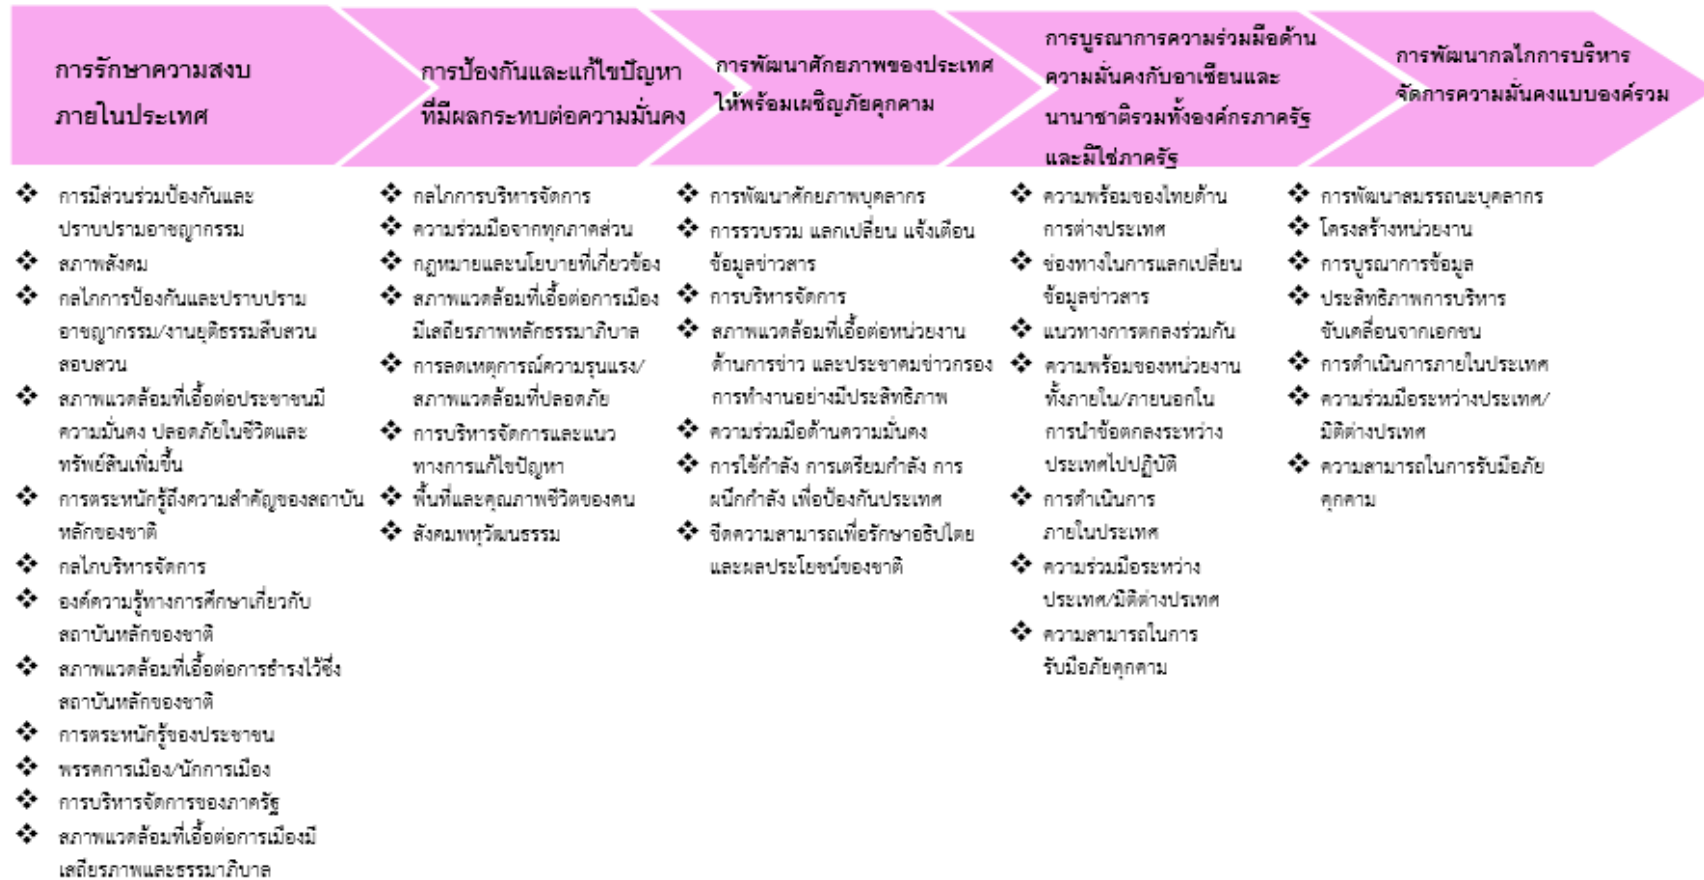 การรักษาความสงบ
ภายในประเทศ
การป้องกันและแก้ไขปัญหา
ที่มีผลกระทบต่อความมั่นคง
การพัฒนาศักยภาพของประเทศ
ให้พร้อมเผชิญภัยคุกคาม
การบูรณาการความร่วมมือด้าน
ความมั่นคงกับอาเซียนและ
นานาชาติรวมทั้งองค์กรภาครัฐ
และมิใช่ภาครัฐ
การพัฒนากลไกการบริหาร
จัดการความมั่นคงแบบองค์รวม
❖ การมีส่วนร่วมป้องกันและ
ปราบปรามอาชญากรรม
❖ สภาพสังคม
❖ กลไกการป้องกันและปราบปราม
อาชญากรรม/งานยุติธรรมสืบสวน
สอบสวน
❖ สภาพแวดล้อมที่เอื้อต่อประชาชนมี
ความมั่นคง ปลอดภัยในชีวิตและ
ทรัพย์สินเพิ่มขึ้น
❖ การตระหนักรู้ถึงความสำคัญของสถาบัน
หลักของชาติ
❖ กลไกบริหารจัดการ
❖ องค์ความรู้ทางการศึกษาเกี่ยวกับ
สถาบันหลักของชาติ
❖ สภาพแวดล้อมที่เอื้อต่อการธำรงไว้ซึ่ง
สถาบันหลักของชาติ
❖ การตระหนักรู้ของประชาชน
❖ พรรคการเมือง/นักการเมือง
❖ การบริหารจัดการของภาครัฐ
❖ สภาพแวดล้อมที่เอื้อต่อการเมืองมี
เสถียรภาพและธรรมาภิบาล
❖ กลไกการบริหารจัดการ
❖ ความร่วมมือจากทุกภาคส่วน
❖ กฎหมายและนโยบายที่เกี่ยวข้อง
❖ สภาพแวดล้อมที่เอื้อต่อการเมือง
มีเสถียรภาพหลักธรรมาภิบาล
❖ การลดเหตุการณ์ความรุนแรง/
สภาพแวดล้อมที่ปลอดภัย
❖ การบริหารจัดการและแนว
ทางการแก้ไขปัญหา
❖ พื้นที่และคุณภาพชีวิตของคน
❖ สังคมพหุวัฒนธรรม
❖ การพัฒนาศักยภาพบุคลากร
❖ การรวบรวม แลกเปลี่ยน แจ้งเตือน
ข้อมูลข่าวสาร
❖ การบริหารจัดการ
❖ สภาพแวดล้อมที่เอื้อต่อหน่วยงาน
ด้านการข่าว และประชาคมข่าวกรอง
การทำงานอย่างมีประสิทธิภาพ
❖ ความร่วมมือด้านความมั่นคง
❖ การใช้กำลัง การเตรียมกำลัง การ
ผนึกกำลัง เพื่อป้องกันประเทศ
❖ ขีดความสามารถเพื่อรักษาอธิปไตย
และผลประโยชน์ของชาติ
❖ ความพร้อมของไทยด้าน
การต่างประเทศ
❖ ช่องทางในการแลกเปลี่ยน
ข้อมูลข่าวสาร
❖ แนวทางการตกลงร่วมกัน
❖ ความพร้อมของหน่วยงาน
ทั้งภายใน/ภายนอกใน
การนำข้อตกลงระหว่าง
ประเทศไปปฏิบัติ
❖ การดำเนินการ
ภายในประเทศ
❖ ความร่วมมือระหว่าง
ประเทศ/มิติต่างปรเทศ
❖ ความสามารถในการ
รับมือภัยคุกคาม
❖ การพัฒนาสมรรถนะบุคลากร
❖ โครงสร้างหน่วยงาน
❖ การบูรณาการข้อมูล
❖ ประสิทธิภาพการบริหาร
ขับเคลื่อนจากเอกชน
❖ การดำเนินการภายในประเทศ
❖ ความร่วมมือระหว่างประเทศ/
มิติต่างปรเทศ
❖ ความสามารถในการรับมือภัย
คุกคาม